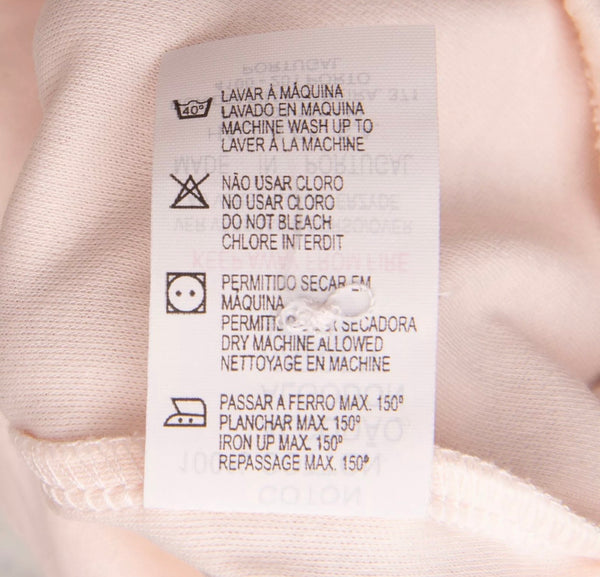 40°
LAVAR À MÁQUINA
LAVADO EN MAQUINA
MACHINE WASH UP TO
LAVER À LA MACHINE
NÃO USAR CLORO
NO USAR CLORO
DO NOT BLEACH
CHLORE INTERDIT
PERMITIDO SECAR EM
MÁQUINA
SECADORA
DRY MACHINE ALLOWED
NETTOYAGE EN MACHINE
PASSAR A FERRO MAX. 150º
PLANCHAR MAX. 150º
IRON UP MAX. 150º
REPASSAGE MAX. 150º